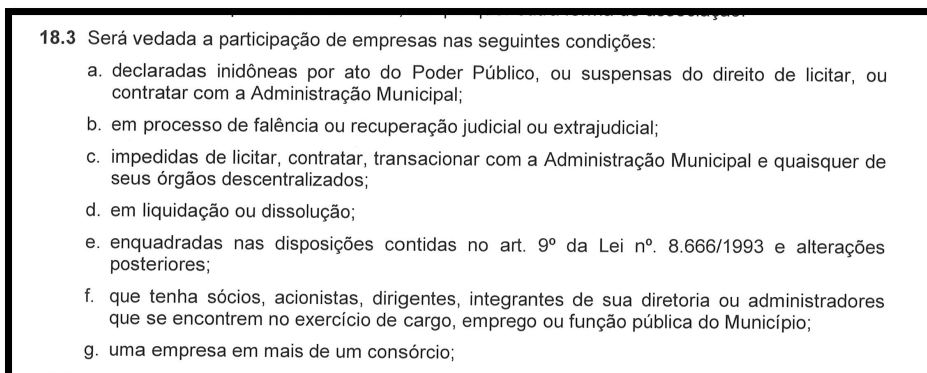 18.3 Será vedada a participação de empresas nas seguintes condições:
a. declaradas inidôneas por ato do Poder Público, ou suspensas do direito de licitar, ou
contratar com a Administração Municipal;
b. em processo de falência ou recuperação judicial ou extrajudicial;
c. impedidas de licitar, contratar, transacionar com a Administração Municipal e quaisquer de
seus órgãos descentralizados;
d. em liquidação ou dissolução;
e. enquadradas nas disposições contidas no art. 9º da Lei nº. 8.666/1993 e alterações
posteriores;
f. que tenha sócios, acionistas, dirigentes, integrantes de sua diretoria ou administradores
que se encontrem no exercício de cargo, emprego ou função pública do Município;
g. uma empresa em mais de um consórcio;